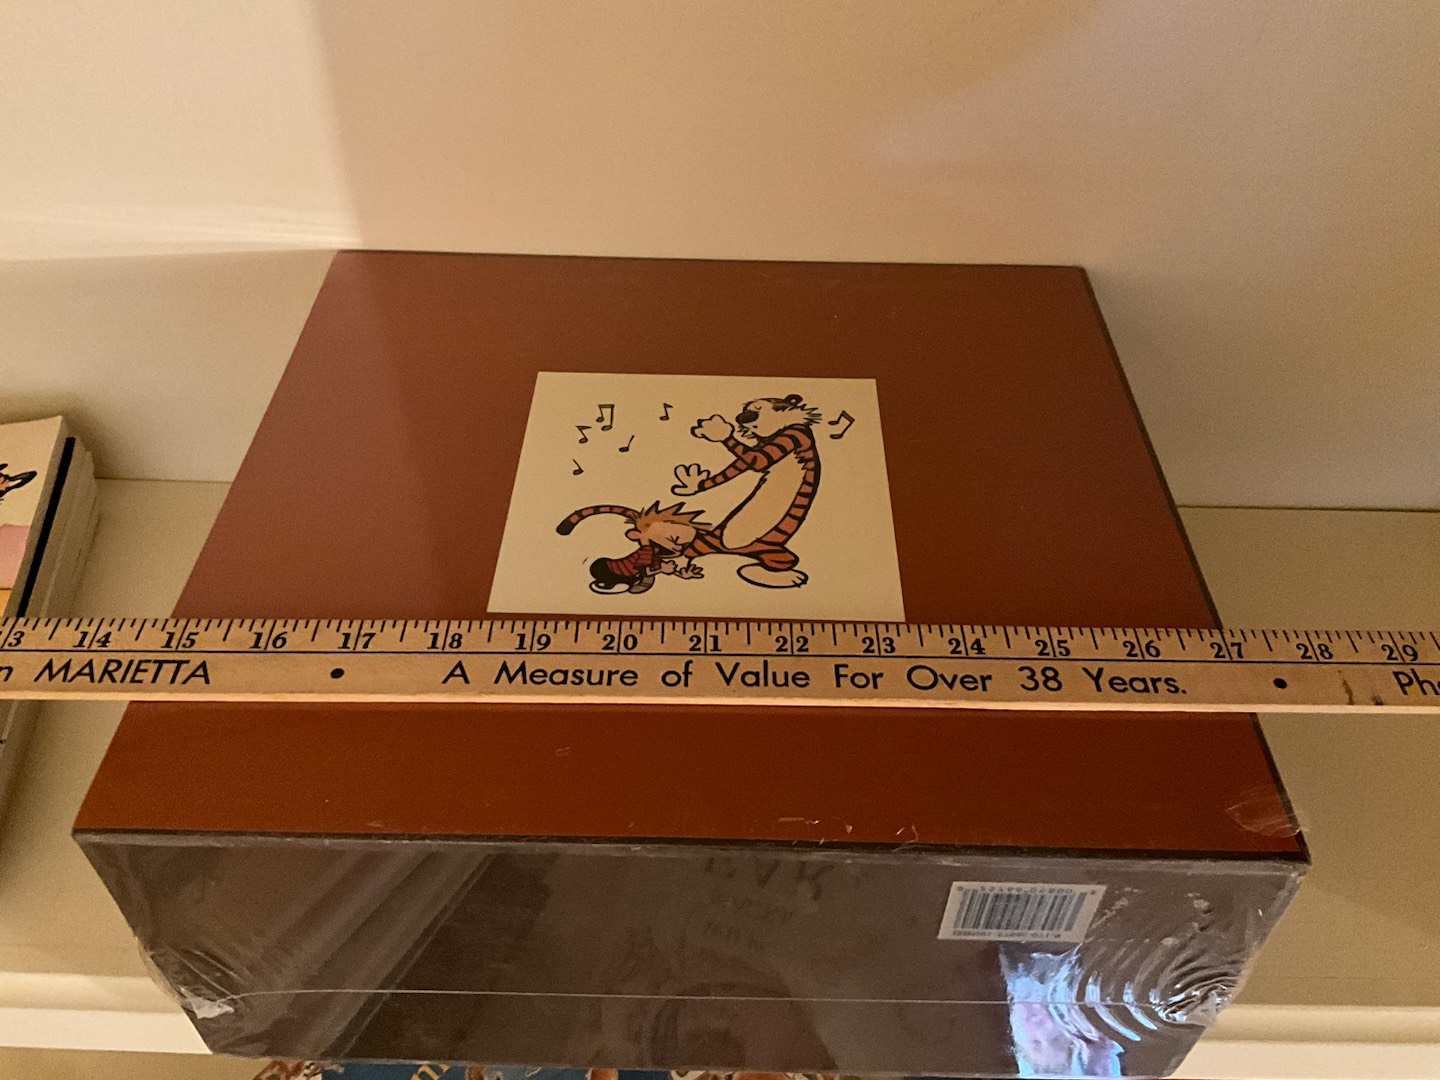 3 14 15 16 17 18 19 20 21 22 23 24 25 26 27 28 29
MARIETTA • A Measure of Value For Over 38 Years. •